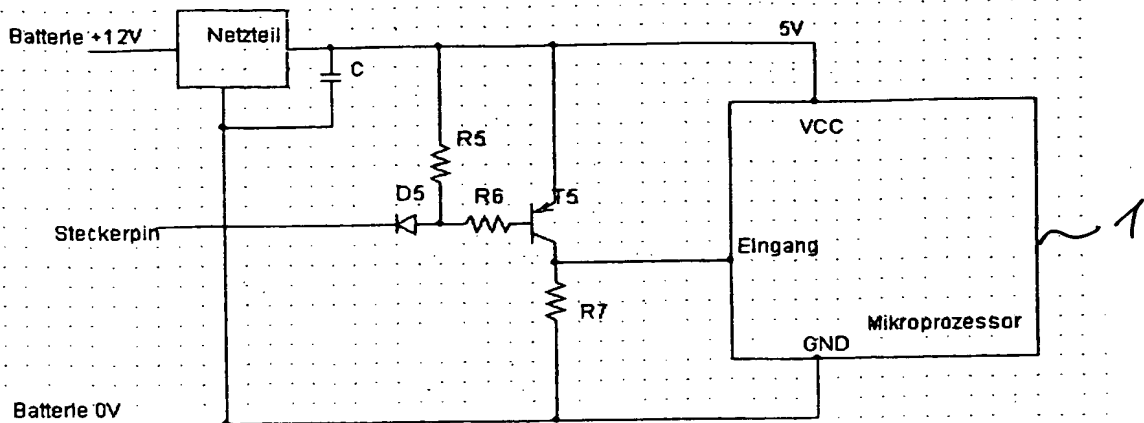 Batterie +12V
Netzteil
5V
C
VCC
R5
D5
R6
T5
Steckerpin
Eingang
1
R7
Mikroprozessor
GND
Batterie 0V